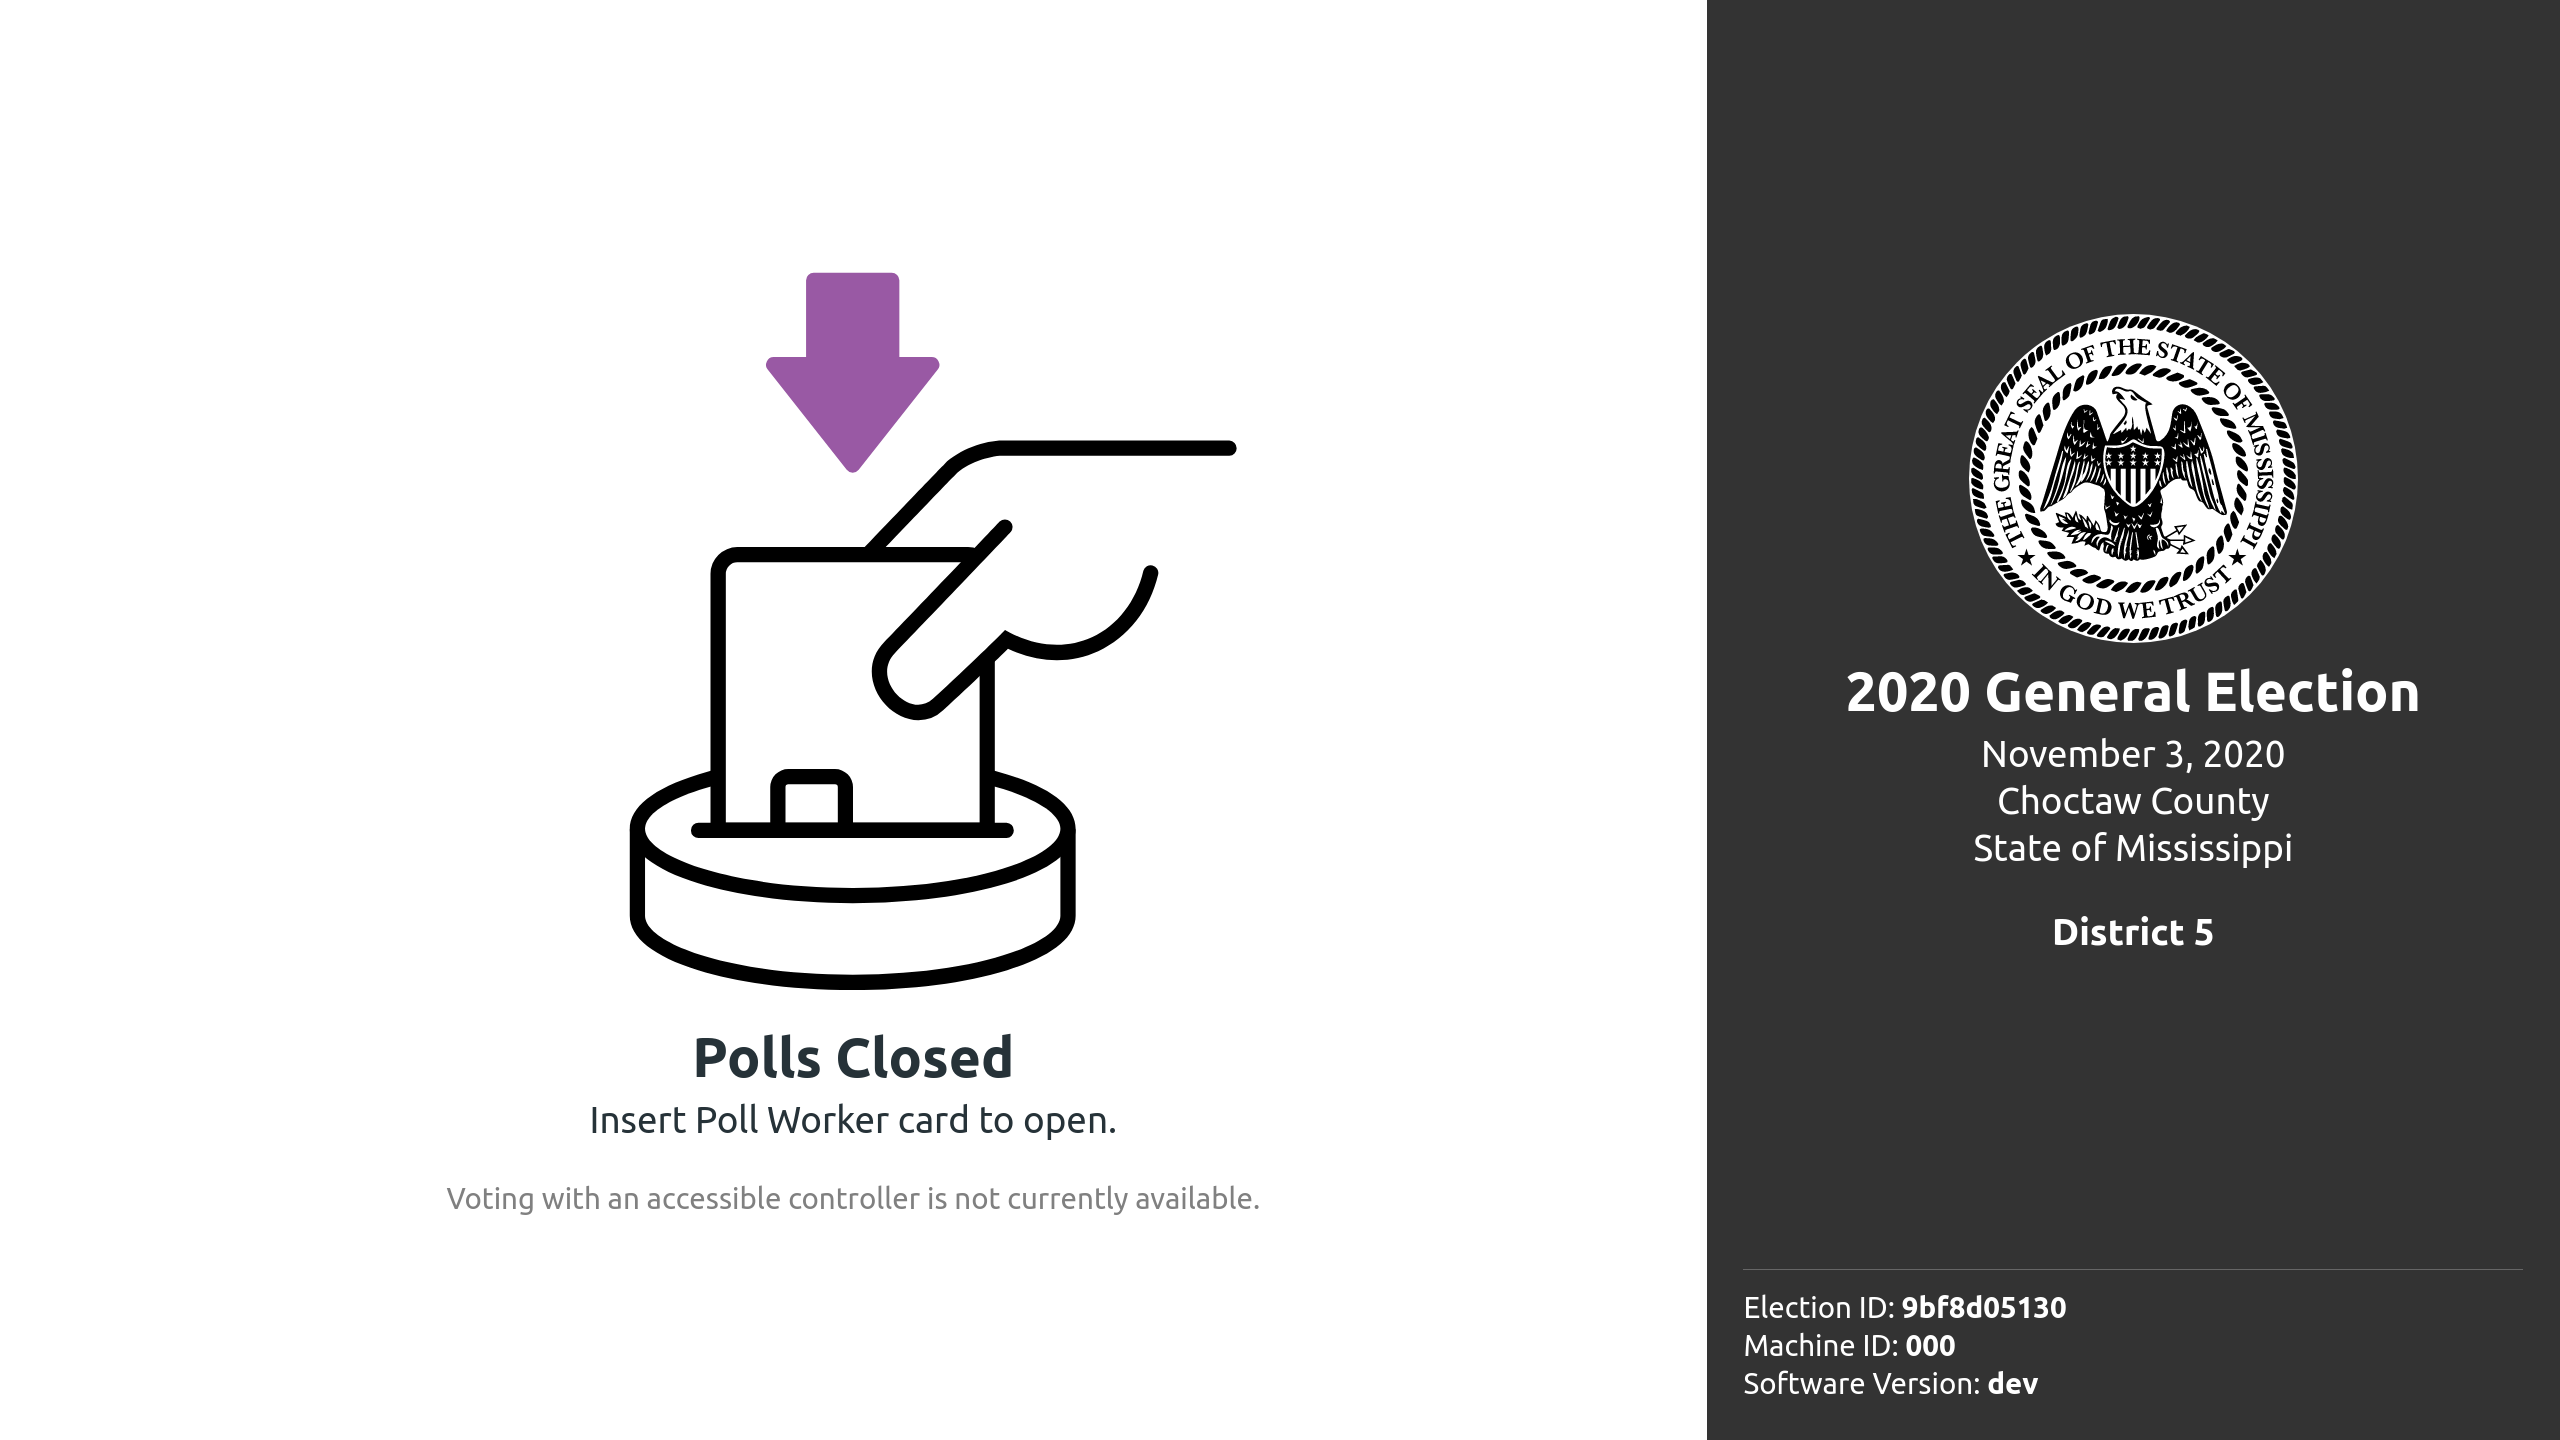 Polls Closed
Insert Poll Worker card to open.
Voting with an accessible controller is not currently available.
THE GREAT SEAL OF THE STATE OF MISSISSIPPI
IN GOD WE TRUST
2020 General Election
November 3, 2020
Choctaw County
State of Mississippi
District 5
Election ID: 9bf8d05130
Machine ID: 000
Software Version: dev